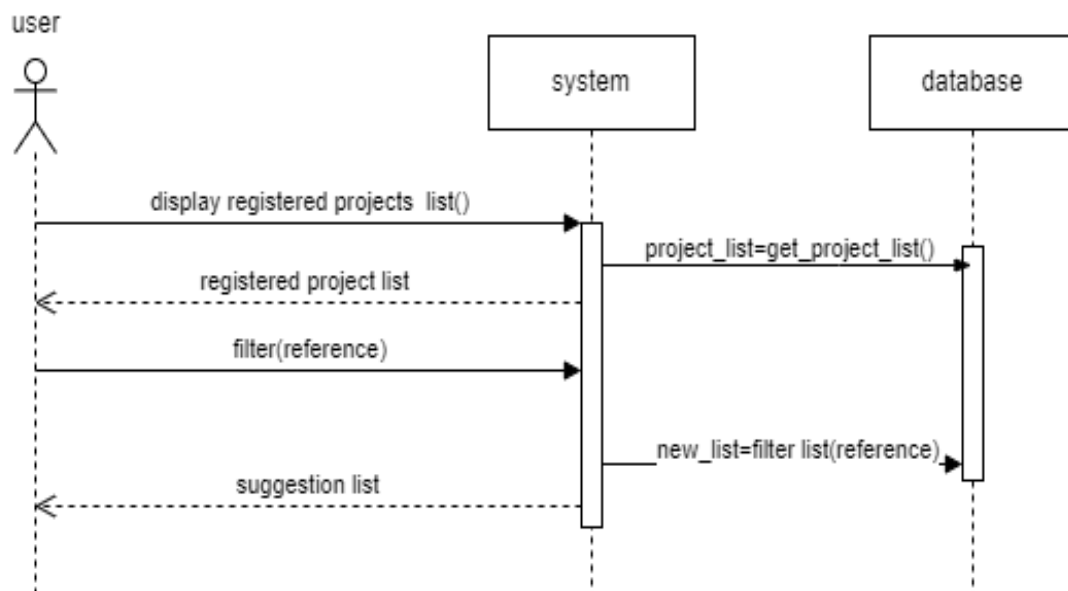 user
system
database
display registered projects list()
project_list=get_project_list()
registered project list
filter(reference)
new_list=filter list(reference)
suggestion list